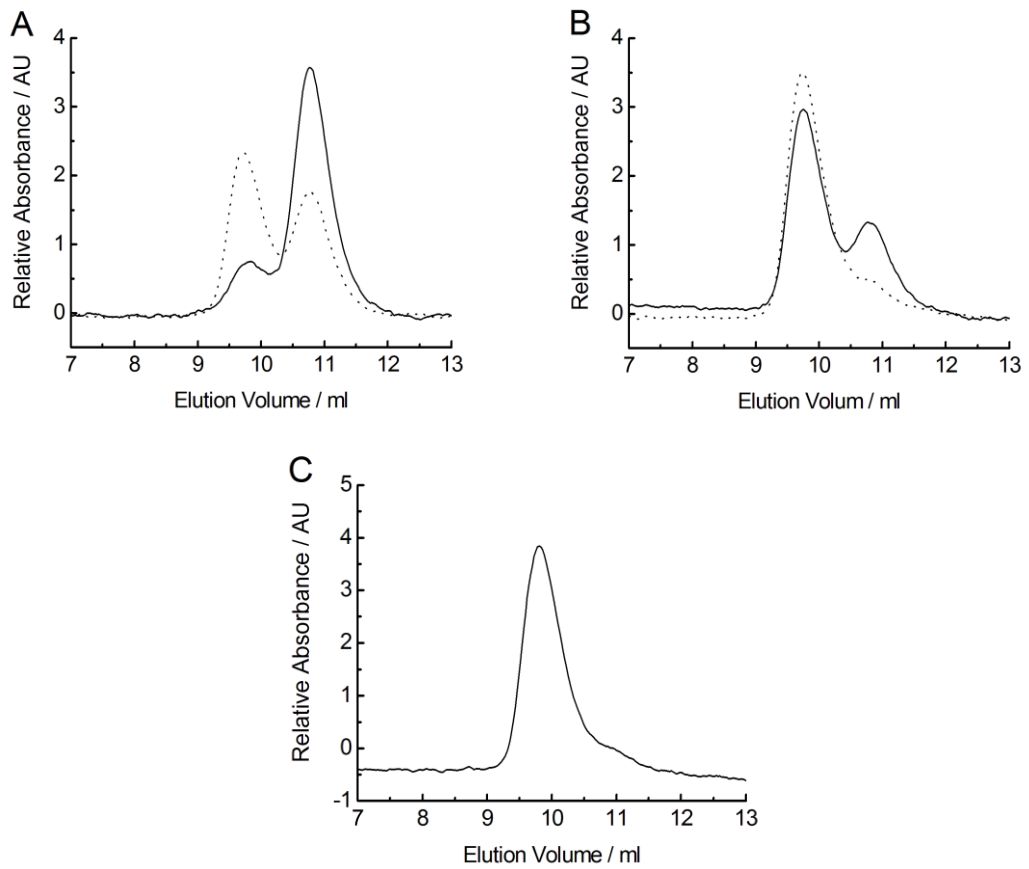 A
B
4
3
2
1
0
Relative Absorbance / AU
7 8 9 10 11 12 13
Elution Volume / ml
4
3
2
1
0
Relative Absorbance / AU
7 8 9 10 11 12 13
Elution Volum / ml
C
5
4
3
2
1
0
-1
Relative Absorbance / AU
7 8 9 10 11 12 13
Elution Volume / ml